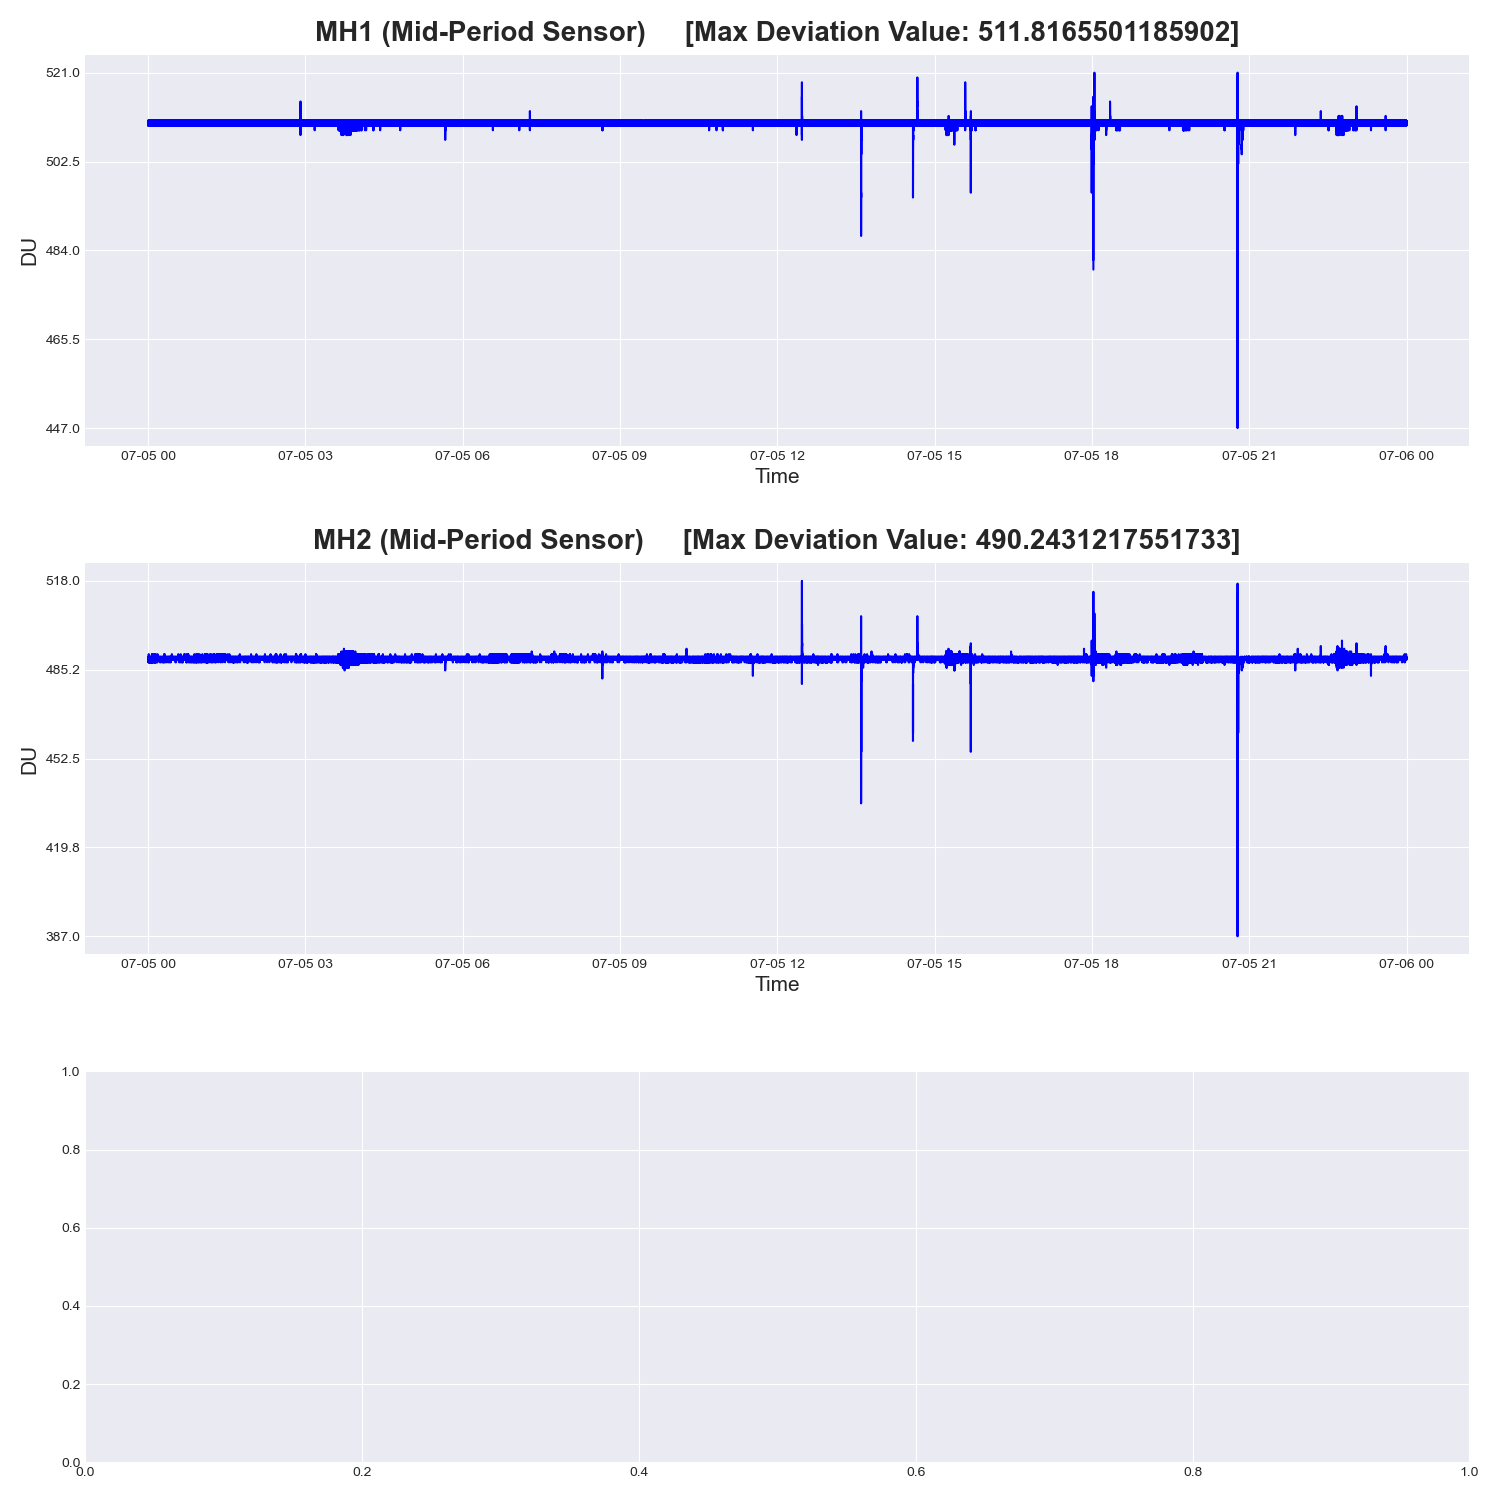 MH1 (Mid-Period Sensor) [Max Deviation Value: 511.8165501185902]
521.0
502.5
484.0
465.5
447.0
DU
07-05 00 07-05 03 07-05 06 07-05 09 07-05 12 07-05 15 07-05 18 07-05 21 07-06 00
Time
MH2 (Mid-Period Sensor) [Max Deviation Value: 490.2431217551733]
518.0
485.2
452.5
419.8
387.0
DU
07-05 00 07-05 03 07-05 06 07-05 09 07-05 12 07-05 15 07-05 18 07-05 21 07-06 00
Time
1.0
0.8
0.6
0.4
0.2
0.0
0.0 0.2 0.4 0.6 0.8 1.0